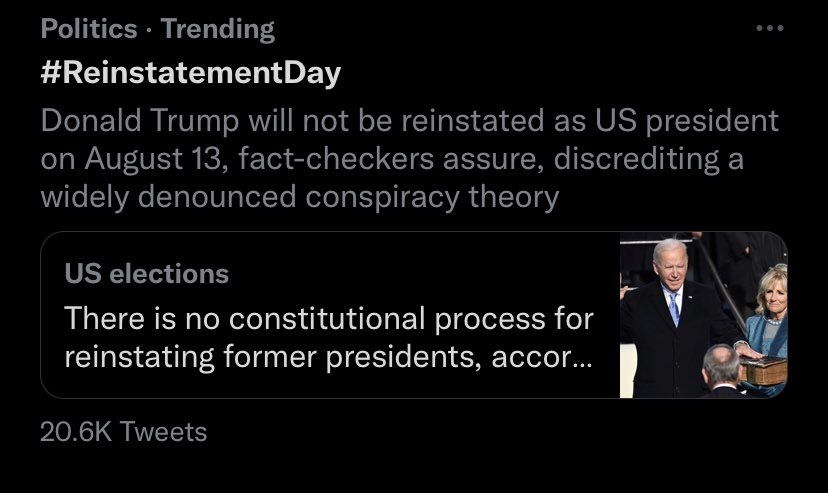 Politics · Trending
#ReinstatementDay
Donald Trump will not be reinstated as US president
on August 13, fact-checkers assure, discrediting a
widely denounced conspiracy theory
US elections
There is no constitutional process for
reinstating former presidents, accor...
20.6K Tweets